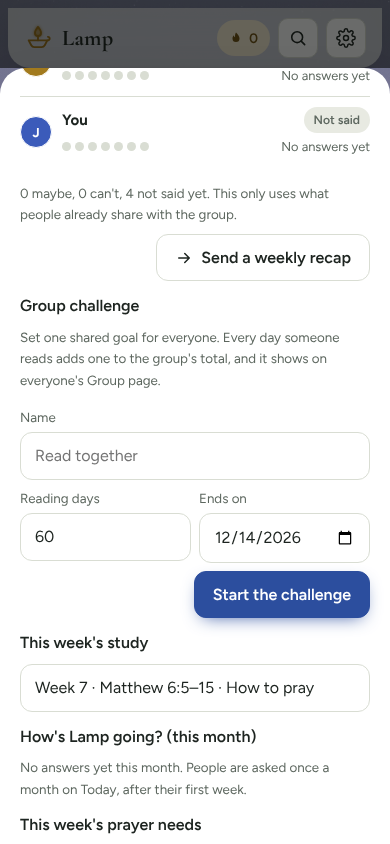 Lamp
0
No answers yet
J
You
Not said
No answers yet
0 maybe, 0 can't, 4 not said yet. This only uses what
people already share with the group.
→ Send a weekly recap
Group challenge
Set one shared goal for everyone. Every day someone
reads adds one to the group's total, and it shows on
everyone's Group page.
Name
Read together
Reading days
Ends on
60
12/14/2026
Start the challenge
This week's study
Week 7 · Matthew 6:5–15 · How to pray
How's Lamp going? (this month)
No answers yet this month. People are asked once a
month on Today, after their first week.
This week's prayer needs